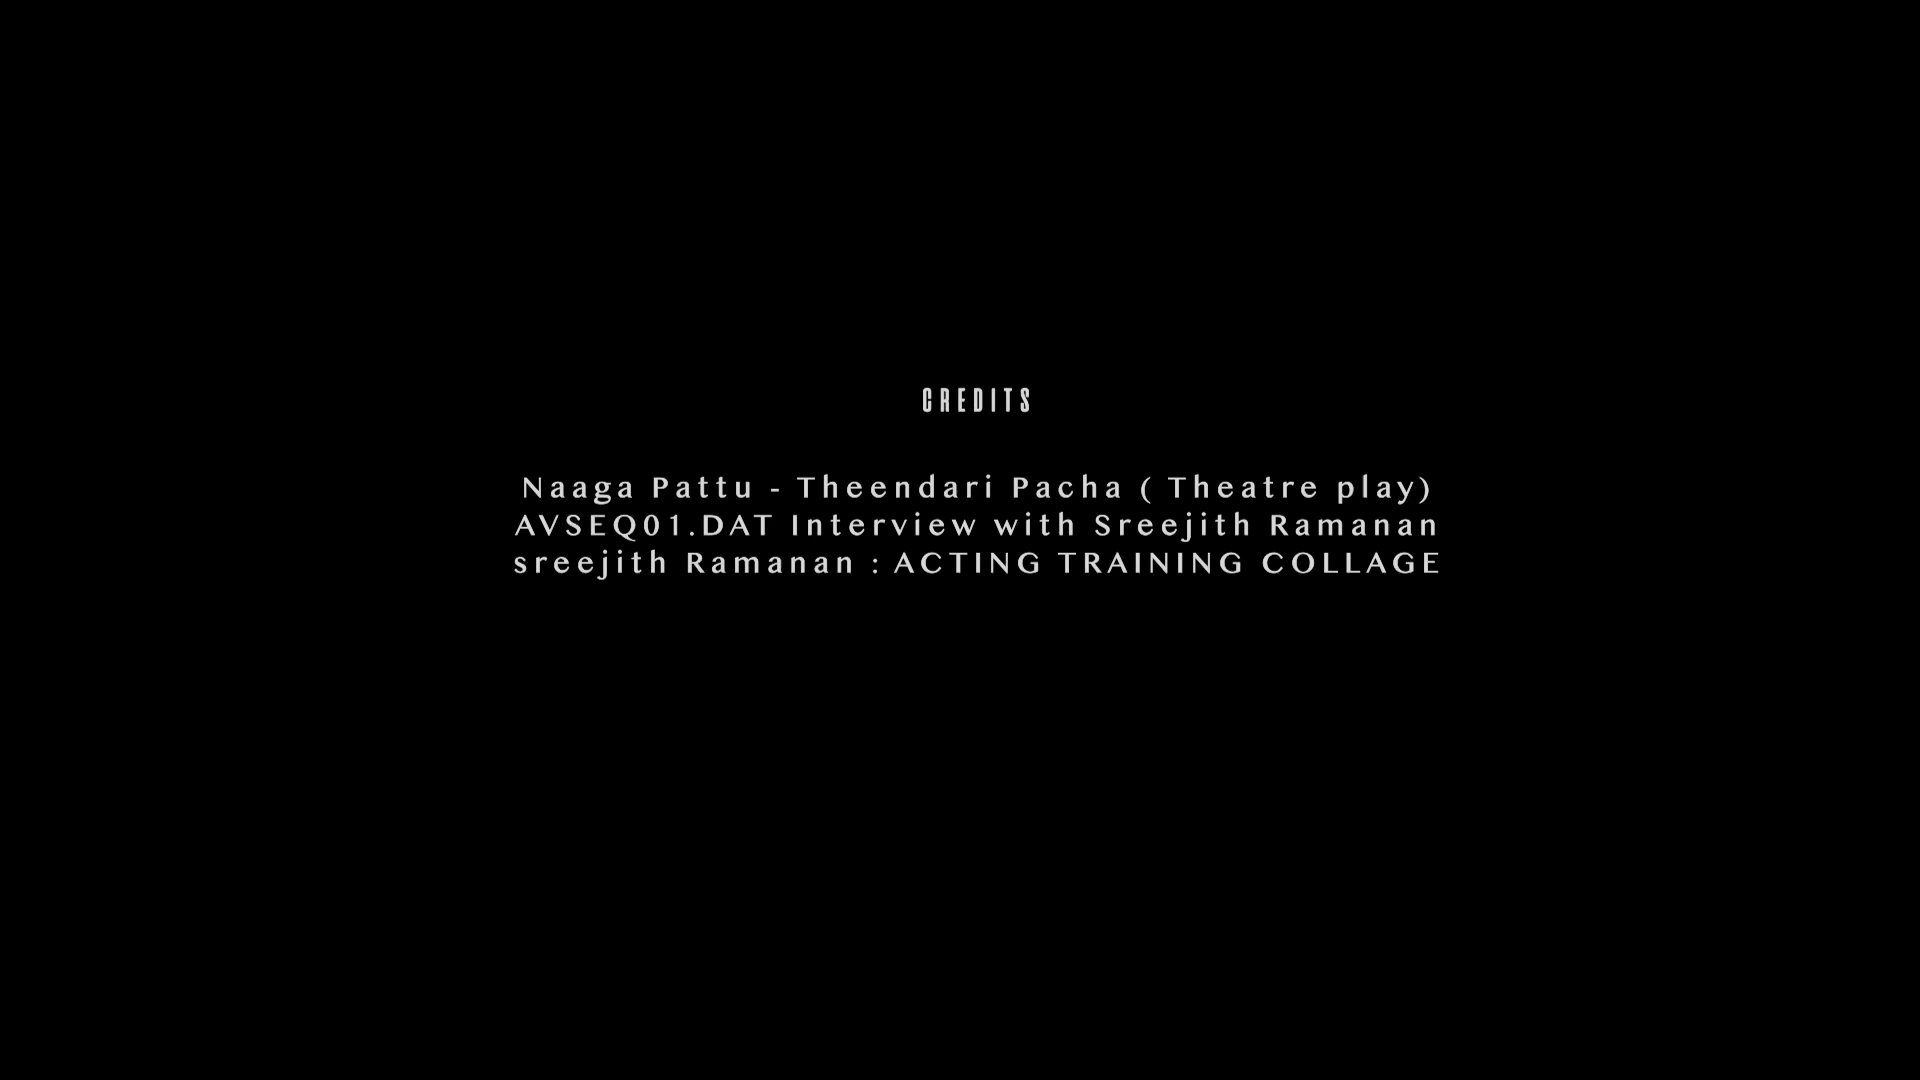 CREDITS
Naaga Pattu - Theendari Pacha ( Theatre play)
AVSEQ01.DAT Interview with Sreejith Ramanan
sreejith Ramanan : ACTING TRAINING COLLAGE